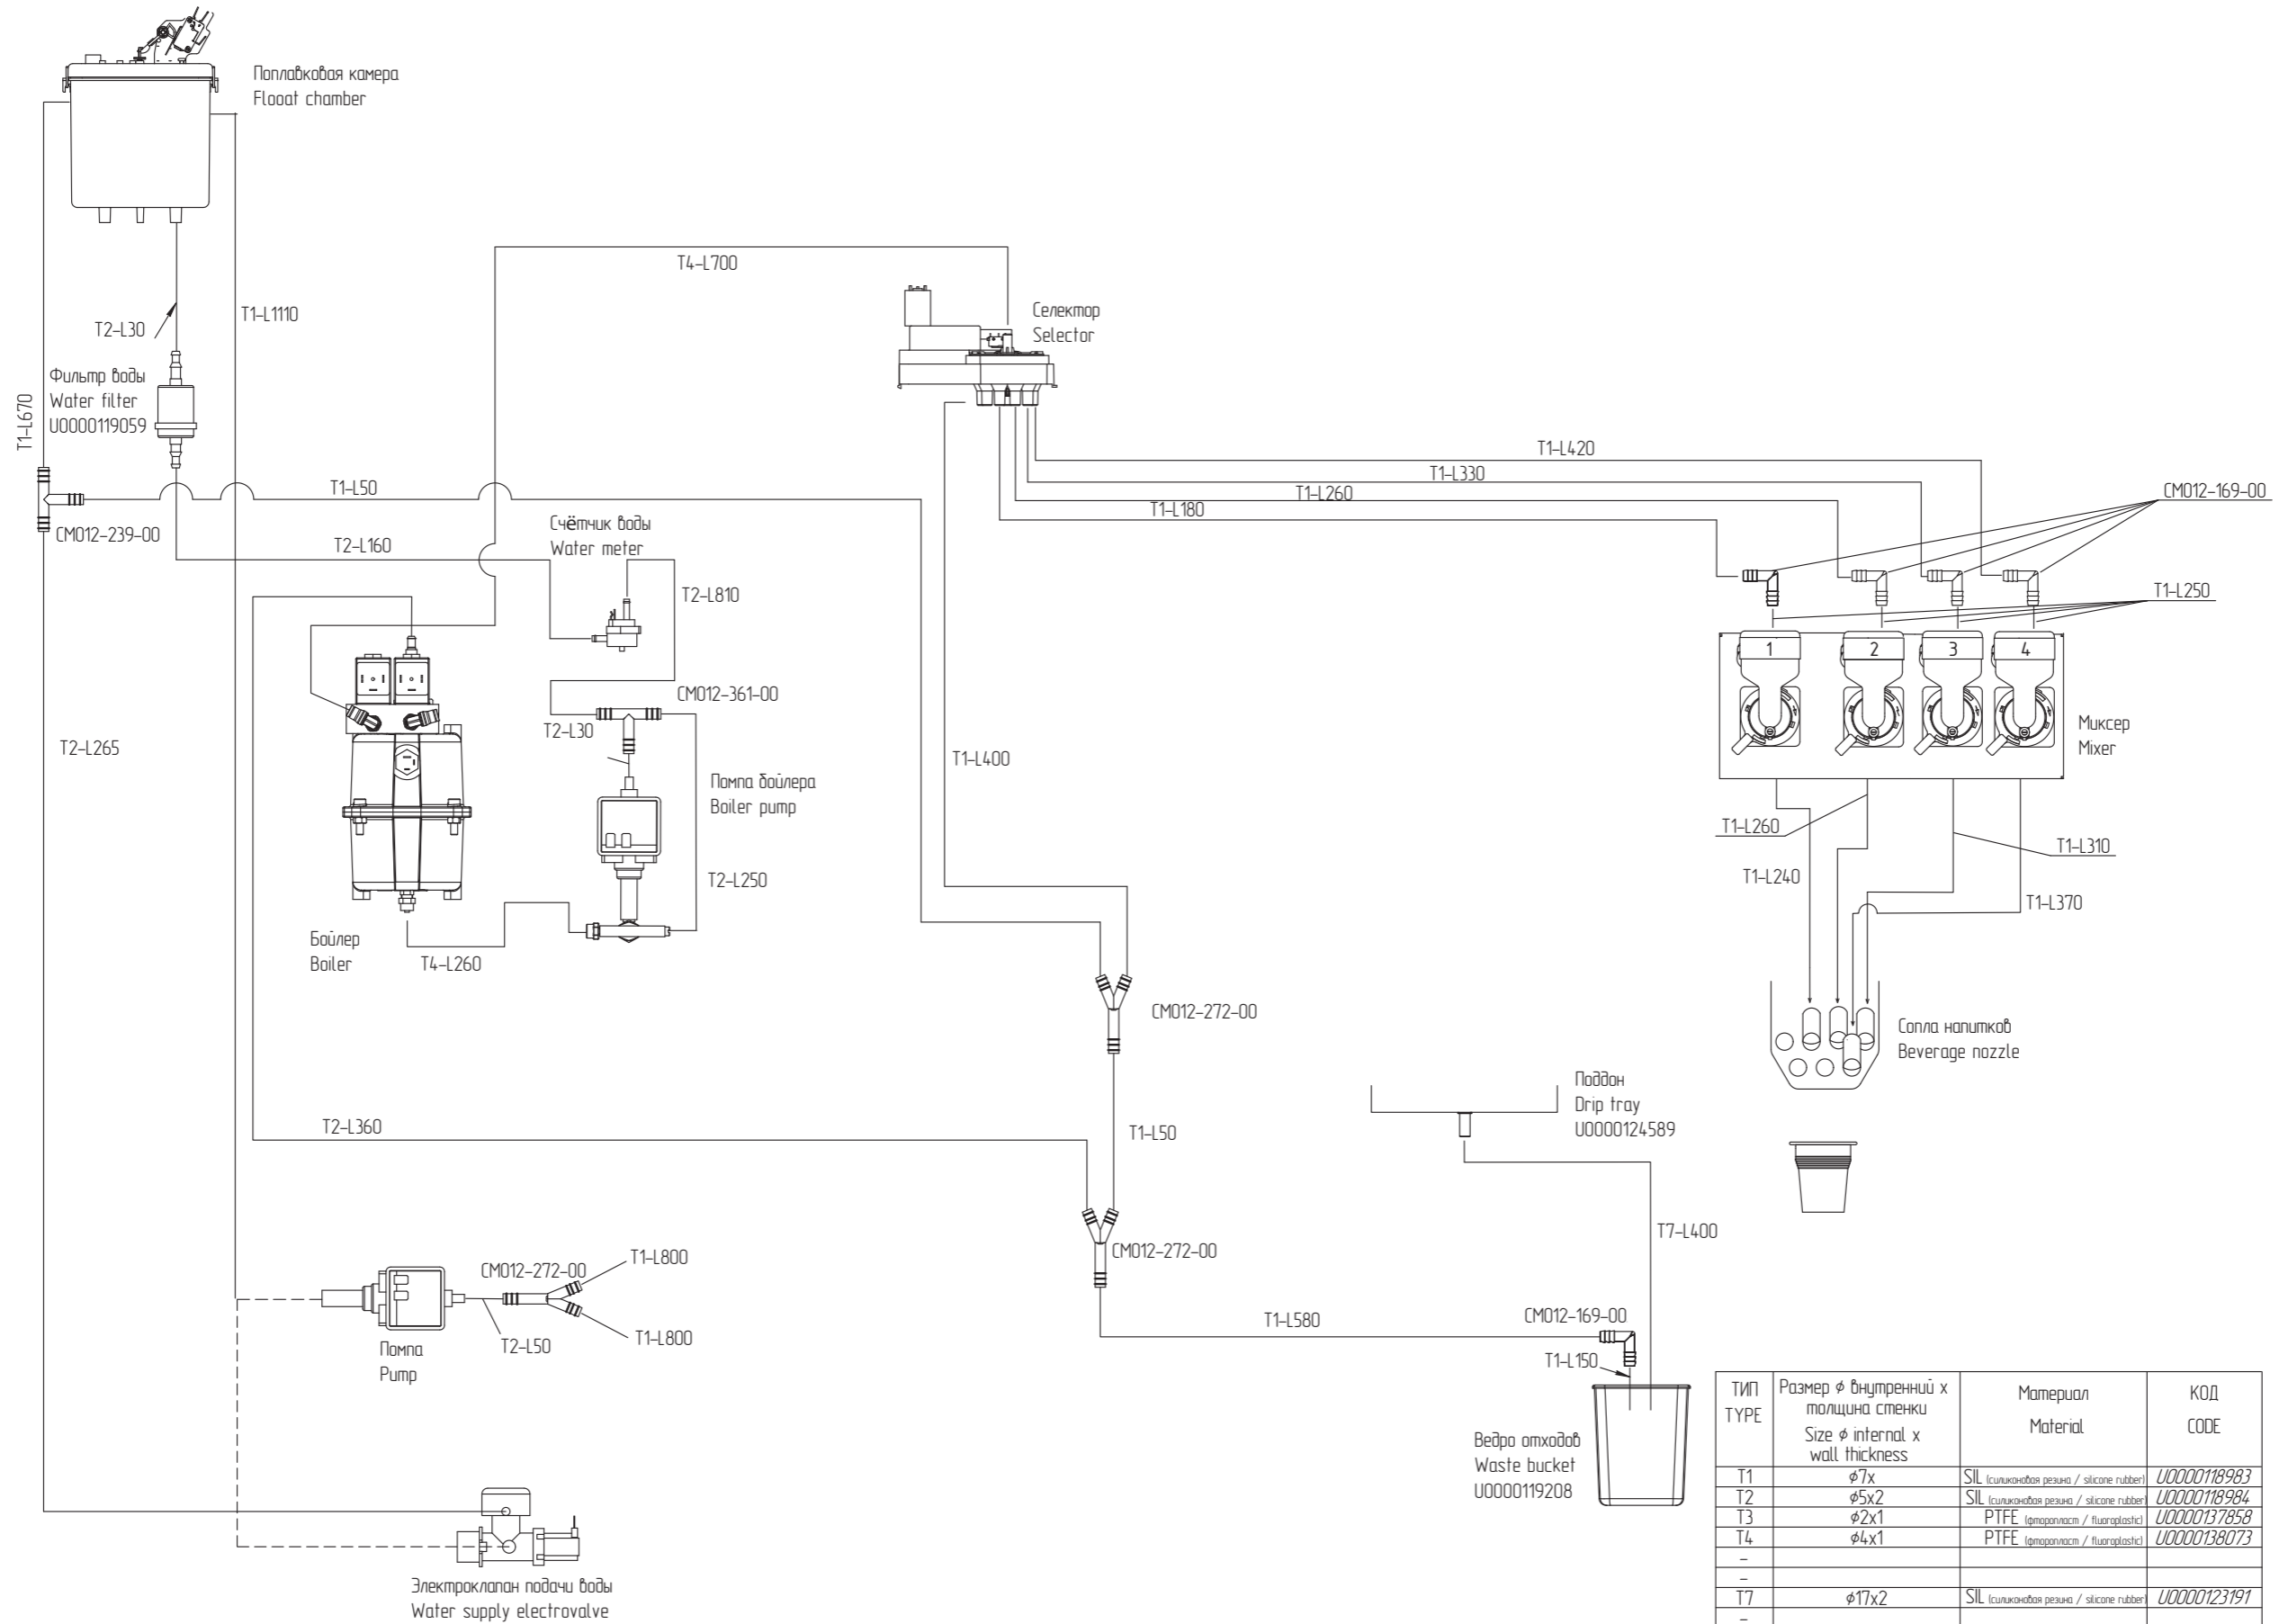 Поплавковая камера
Flooat chamber
T4-L700
T1-L1110
T2-L30
Селектор
Selector
Фильтр воды
Water filter
U0000119059
T1-L670
T1-L420
T1-L330
T1-L260
T1-L180
T1-L50
CM012-169-00
CM012-239-00
T2-L160
Счётчик воды
Water meter
T2-L810
T1-L250
1
2
3
4
CM012-361-00
T2-L30
Миксер
Mixer
T2-L265
T1-L400
Помпа бойлера
Boiler pump
T2-L250
T1-L260
T1-L310
T1-L240
T1-L370
Бойлер
Boiler
T4-L260
CM012-272-00
Сопла напитков
Beverage nozzle
Поддон
Drip tray
U0000124589
T2-L360
T1-L50
T7-L400
CM012-272-00
CM012-272-00
T1-L800
T1-L800
T2-L50
Помпа
Pump
T1-L580
CM012-169-00
T1-L150
Ведро отходов
Waste bucket
U0000119208
Электроклапан подачи воды
Water supply electrovalve
ТИП TYPE
Размер ϕ внутренний x
толщина стенки
Size ϕ internal x
wall thickness
Материал
Material
КОД
CODE
T1 ϕ7x SIL (силиконовая резина / silicone rubber) U0000118983
T2 ϕ5x2 SIL (силиконовая резина / silicone rubber) U0000118984
T3 ϕ2x1 PTFE (фторопласт / fluoroplastic) U0000137858
T4 ϕ4x1 PTFE (фторопласт / fluoroplastic) U0000138073
-
-
T7 ϕ17x2 SIL (силиконовая резина / silicone rubber) U0000123191
-